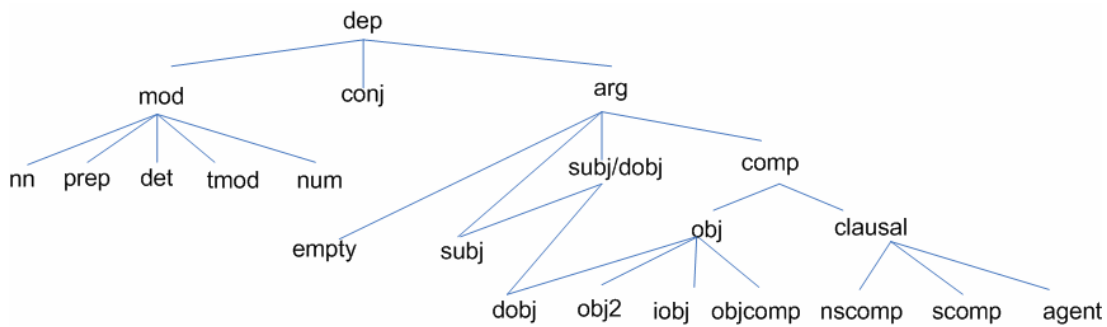 dep
mod conj arg
nn prep det tmod num subj/dobj comp
empty subj obj clausal
dobj obj2 iobj objcomp nscomp scomp agent